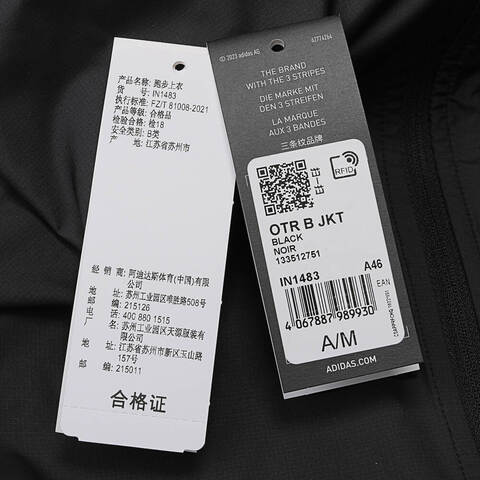 产品名称: 跑步上衣
货 号: IN1483
执行标准: FZ/T 81008-2021
产品等级: 合格品
检验合格: 检18
安全类别: B类
产 地: 江苏省苏州市
经 销 商: 阿迪达斯体育(中国)有限公司
地 址: 苏州工业园区唯胜路508号
邮 编: 215126
电 话: 400 880 1515
厂 名: 苏州工业园区天源服装有限公司
地 址: 江苏省苏州市新区玉山路157号
邮 编: 215011
合格证
© 2023 adidas AG
62774264
THE BRAND
WITH THE 3 STRIPES
DIE MARKE MIT
DEN 3 STREIFEN
LA MARQUE
AUX 3 BANDES
三条纹品牌
RFID
E1-E1
OTR B JKT
BLACK
NOIR
133512751
IN1483
A46
EAN
4 067887 989930
A/M
ADIDAS.COM